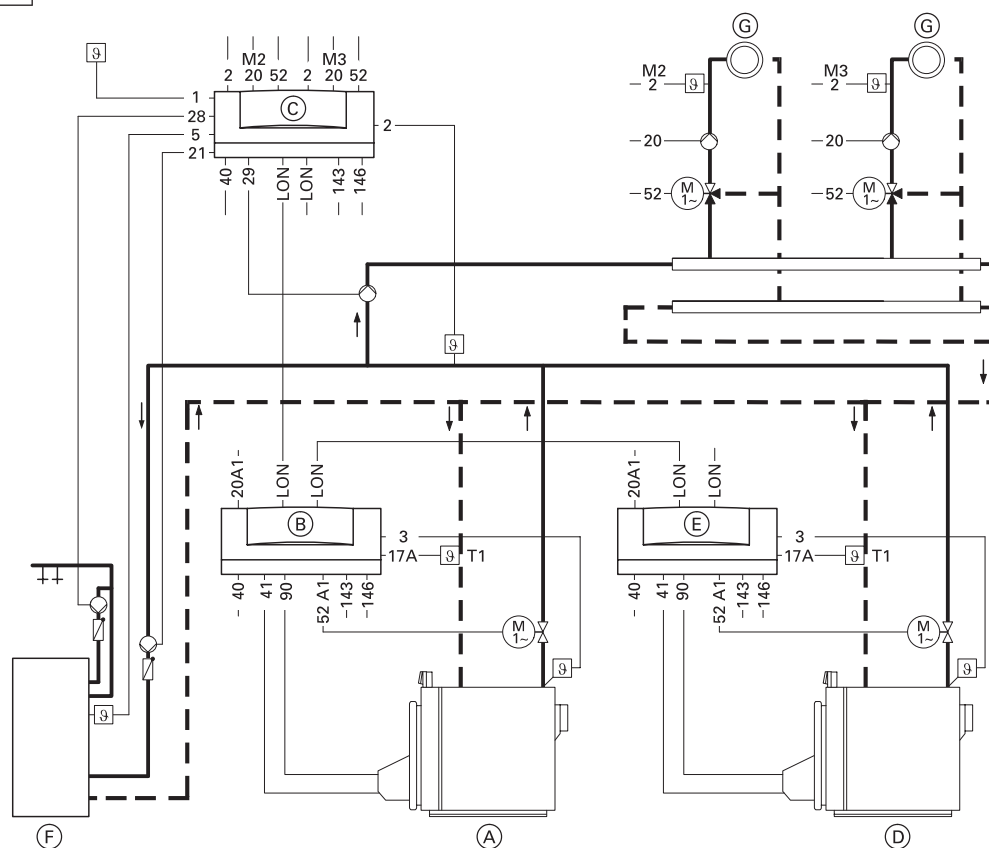 G G
ϑ M2 M3
2 20 52 2 20 52
M2 M3
2 ϑ 2 ϑ
C
1
28
5
21
2
20 20
40 29 LON LON 143 146
52 M 1~ 52 M 1~
ϑ
20A1 LON LON 20A1 LON LON
B E
3 3
17A ϑ T1 17A ϑ T1
40 41 90 52 A1 143 146 40 41 90 52 A1 143 146
M 1~ M 1~
ϑ ϑ
ϑ
F A D